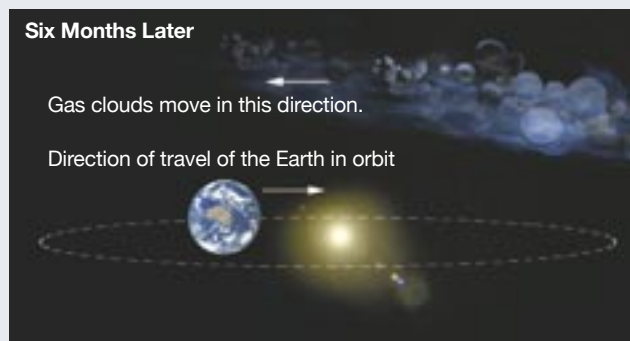 Six Months Later
Gas clouds move in this direction.
Direction of travel of the Earth in orbit